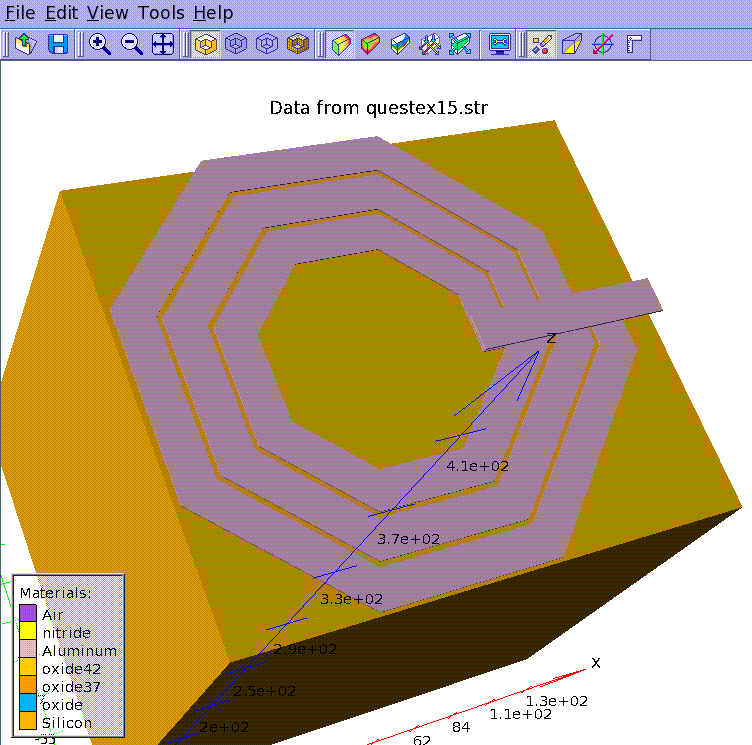 File Edit View Tools Help
Data from questex15.str
Z
4.1e+02
3.7e+02
3.3e+02
2.9e+02
2.5e+02
2e+02
X
1.3e+02
1.1e+02
84
62
Materials:
Air
nitride
Aluminum
oxide42
oxide37
oxide
Silicon